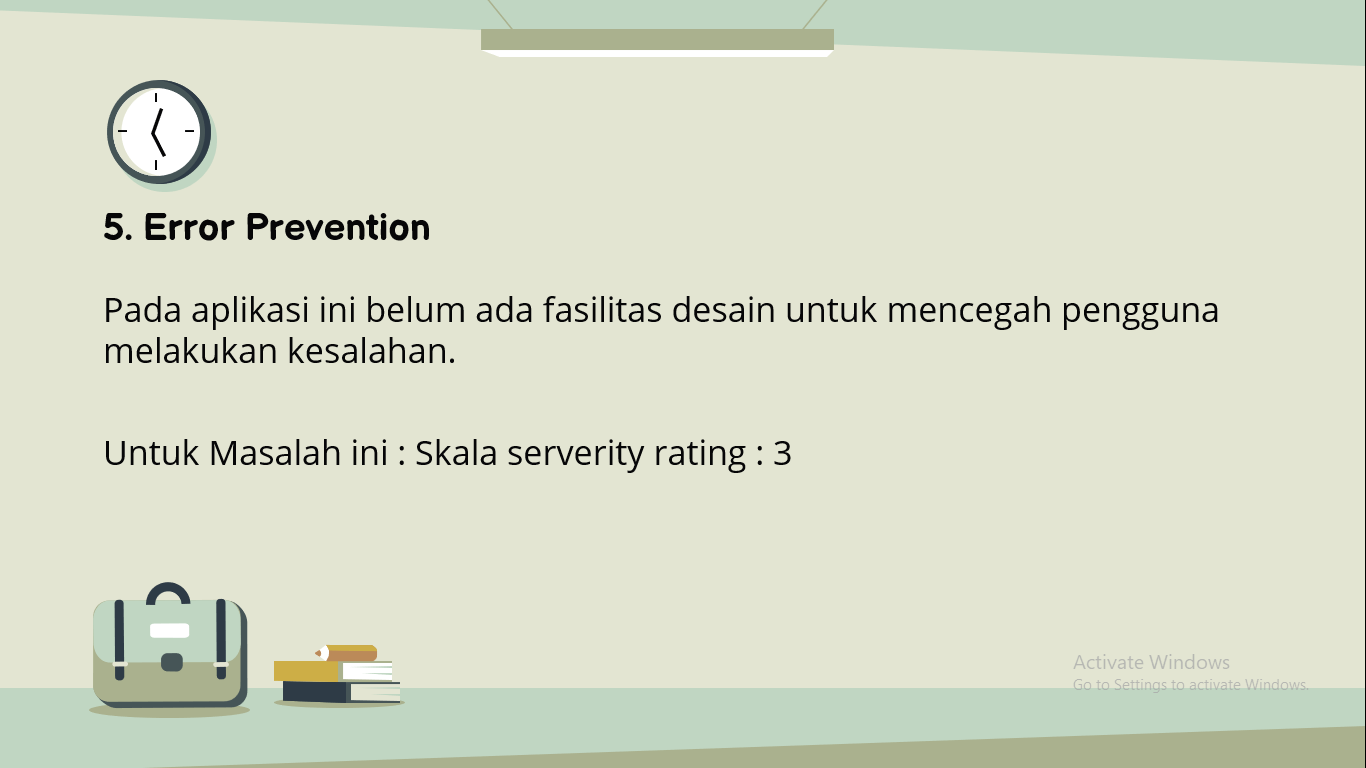 5. Error Prevention
Pada aplikasi ini belum ada fasilitas desain untuk mencegah pengguna
melakukan kesalahan.
Untuk Masalah ini : Skala serverity rating : 3
Activate Windows
Go to Settings to activate Windows.